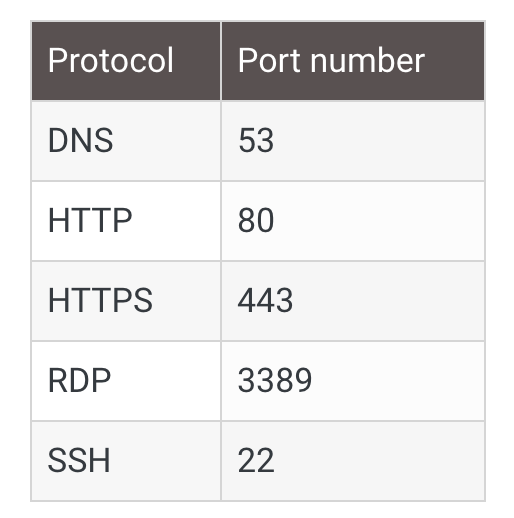 Protocol Port number
DNS 53
HTTP 80
HTTPS 443
RDP 3389
SSH 22